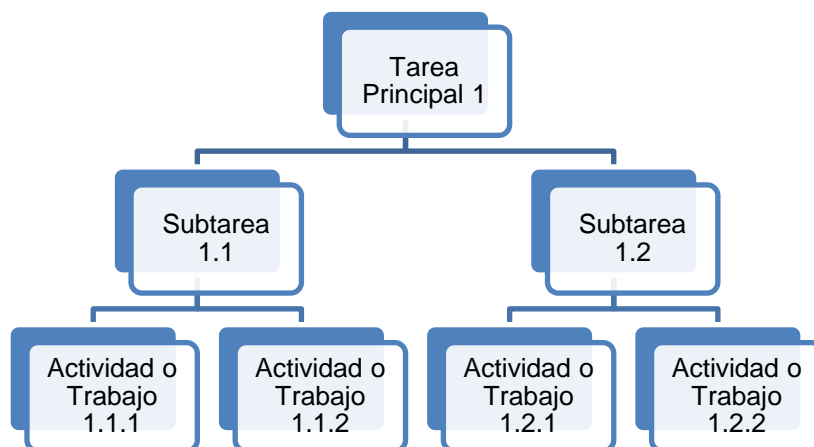 Tarea
Principal 1
Subtarea
1.1
Subtarea
1.2
Actividad o
Trabajo
1.1.1
Actividad o
Trabajo
1.1.2
Actividad o
Trabajo
1.2.1
Actividad o
Trabajo
1.2.2